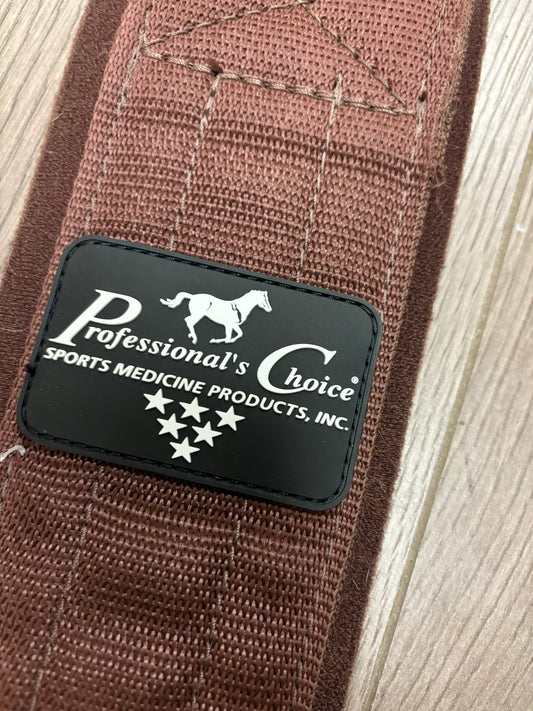 Professional's Choice®
SPORTS MEDICINE PRODUCTS, INC.